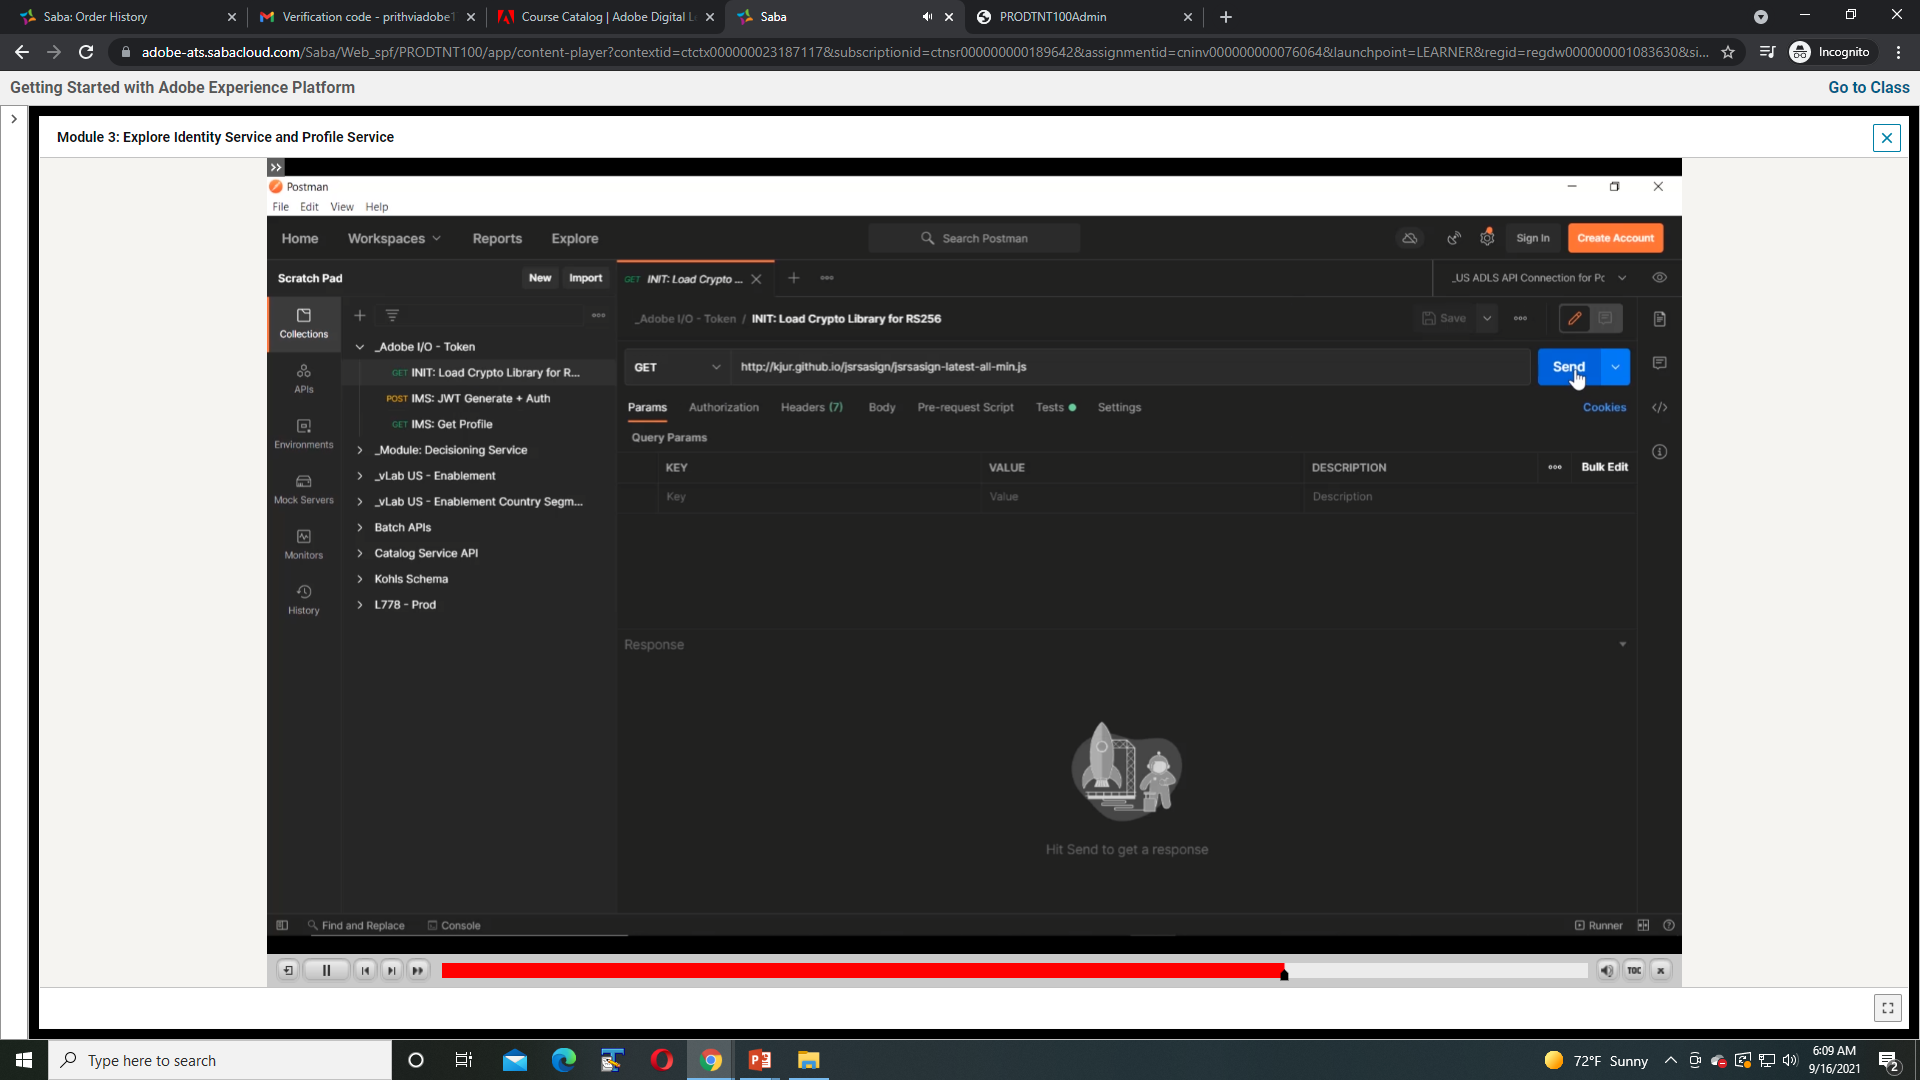 Saba: Order History
Verification code - prithviadobe1
Course Catalog | Adobe Digital L
Saba
PRODTNT100Admin
adobe-ats.sabacloud.com/Saba/Web_spf/PRODTNT100/app/content-player?contextid=ctctx000000023187117&subscriptionid=ctnsr000000000189642&assignmentid=cninv000000000076064&launchpoint=LEARNER&regid=regdw000000001083630&si...
Incognito
Getting Started with Adobe Experience Platform
Go to Class
Module 3: Explore Identity Service and Profile Service
Postman
File Edit View Help
Home Workspaces Reports Explore
Search Postman
Sign In
Create Account
Scratch Pad
New
Import
GET INIT: Load Crypto ...
_US ADLS API Connection for Pc
Collections
APIs
Environments
Mock Servers
Monitors
History
_Adobe I/O - Token
GET INIT: Load Crypto Library for R...
POST IMS: JWT Generate + Auth
GET IMS: Get Profile
_Module: Decisioning Service
_vLab US - Enablement
_vLab US - Enablement Country Segm...
Batch APIs
Catalog Service API
Kohls Schema
L778 - Prod
_Adobe I/O - Token / INIT: Load Crypto Library for RS256
Save
GET
http://kjur.github.io/jsrsasign/jsrsasign-latest-all-min.js
Send
Params Authorization Headers (7) Body Pre-request Script Tests Settings
Cookies
Query Params
KEY VALUE DESCRIPTION
Bulk Edit
Key Value Description
Response
Hit Send to get a response
Find and Replace
Console
Runner
TOC
Type here to search
72°F Sunny
6:09 AM
9/16/2021
2